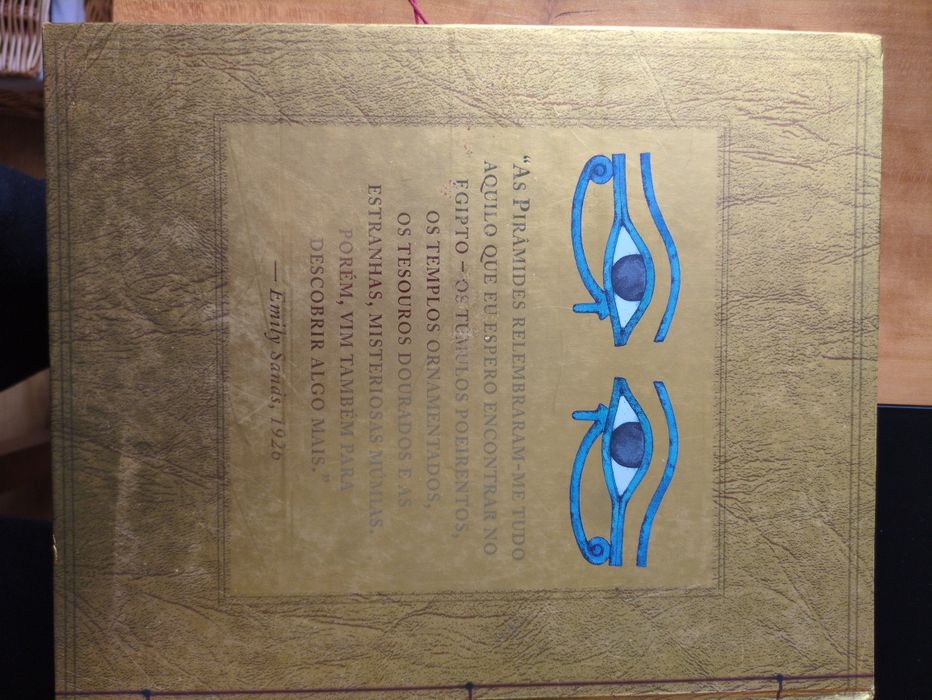 “AS PIRÂMIDES RELEMBRARAM-ME TUDO
AQUILO QUE EU ESPERO ENCONTRAR NO
EGIPTO – OS TÚMULOS POEIRENTOS,
OS TEMPLOS ORNAMENTADOS,
OS TESOUROS DOURADOS E AS
ESTRANHAS, MISTERIOSAS MÚMIAS.
PORÉM, VIM TAMBÉM PARA
DESCOBRIR ALGO MAIS.”
— Emily Sands, 1926